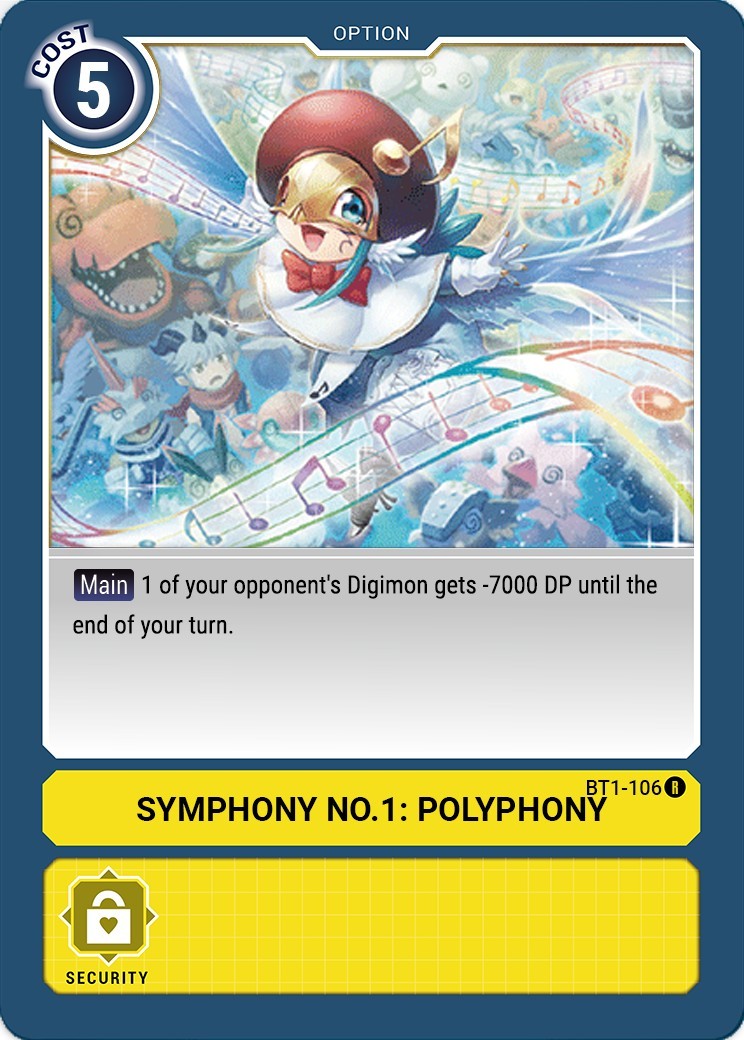 OPTION
COST
5
Main 1 of your opponent's Digimon gets -7000 DP until the
end of your turn.
BT1-106 R
SYMPHONY NO.1: POLYPHONY
SECURITY